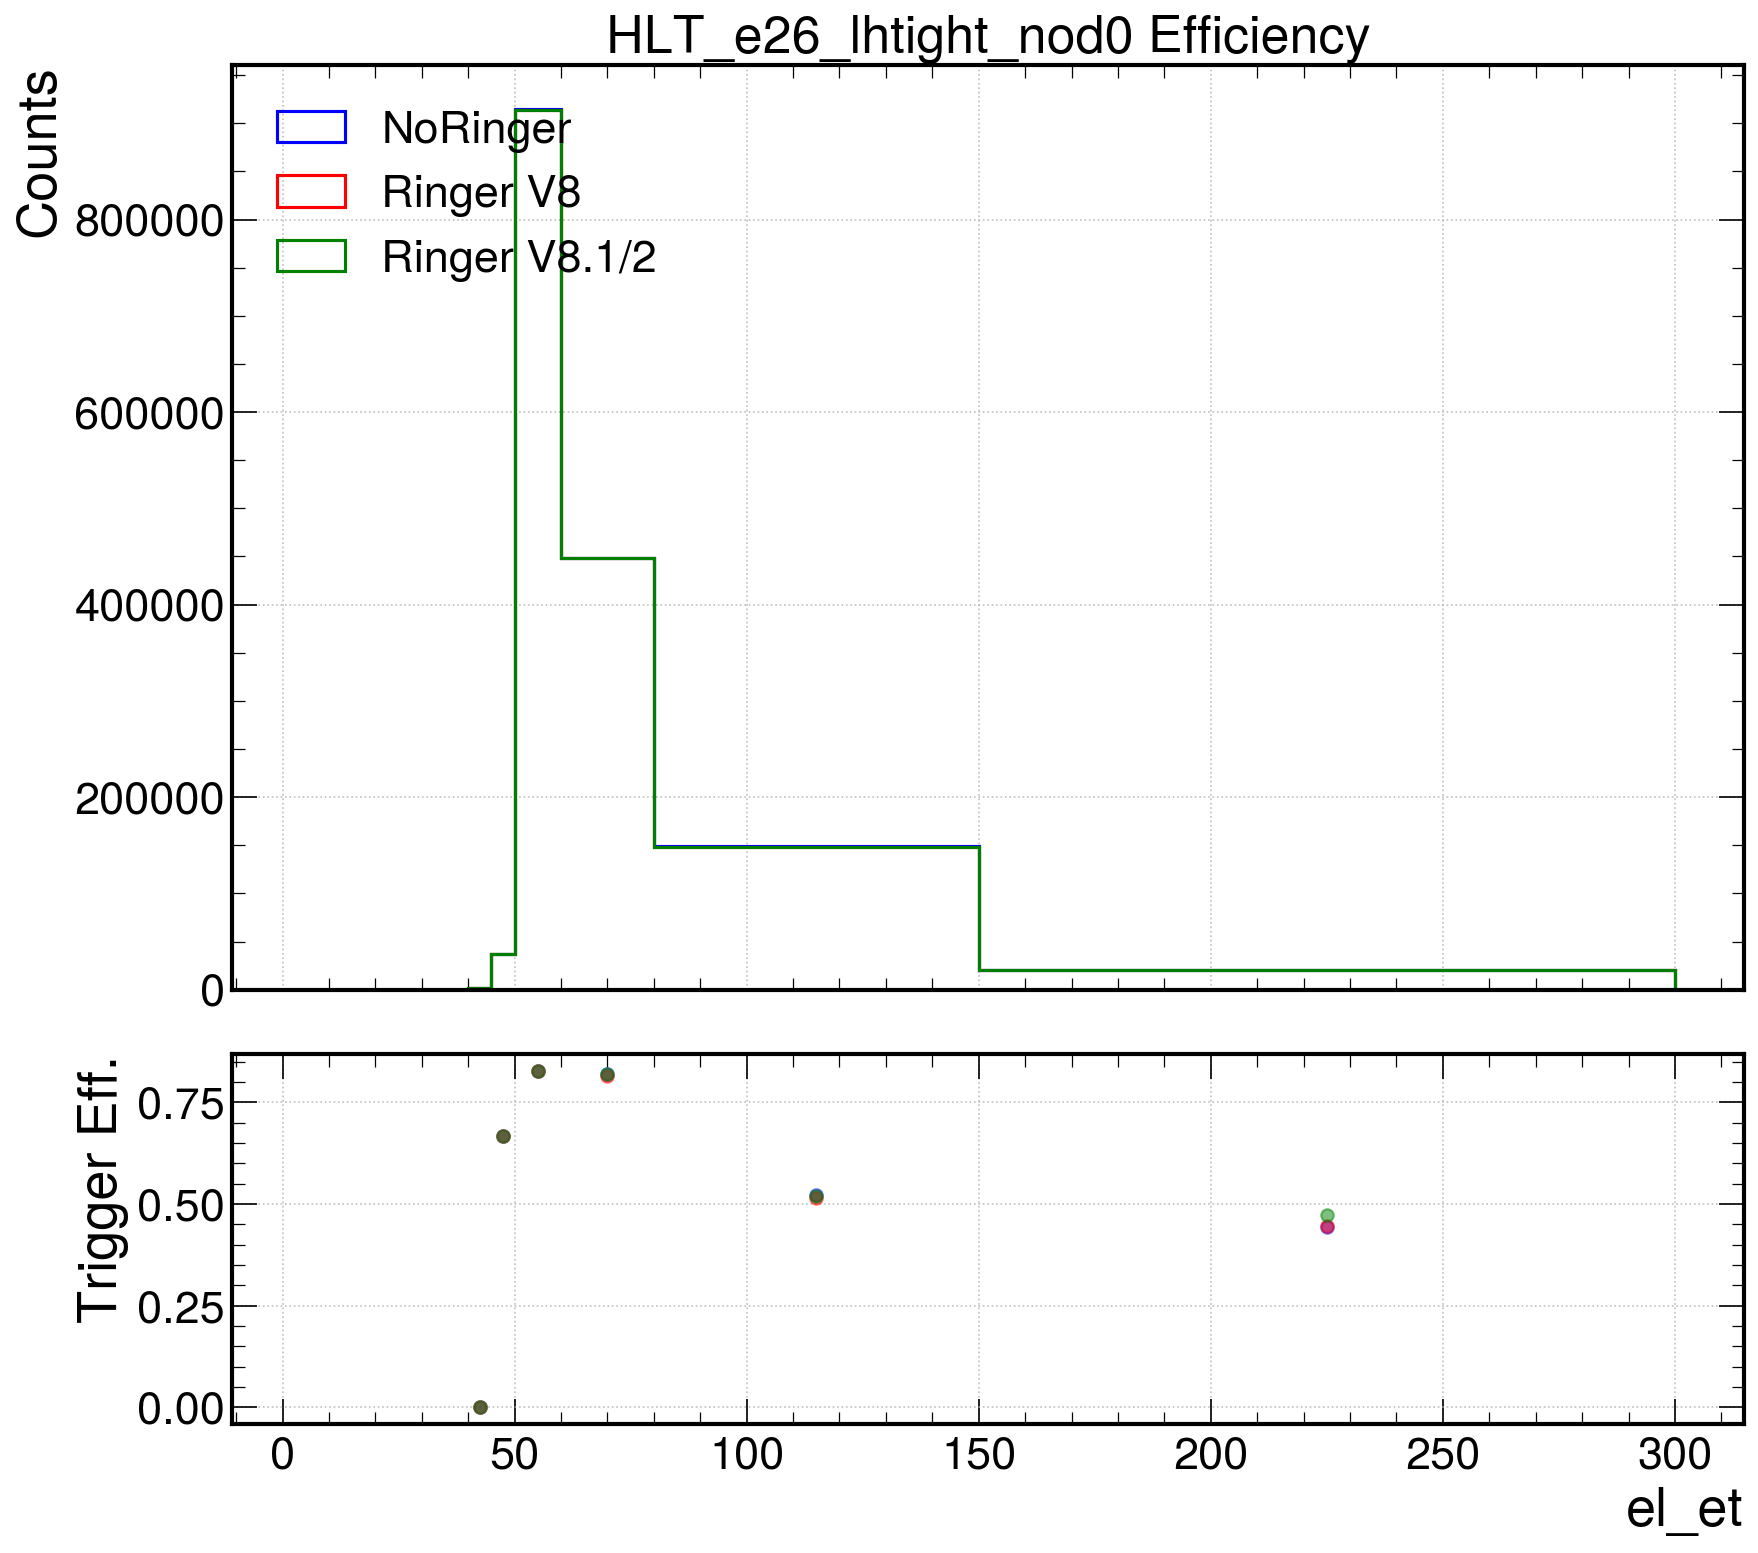 HLT_e26_lhtight_nod0 Efficiency
Counts
NoRinger
Ringer V8
Ringer V8.1/2
800000
600000
400000
200000
0
Trigger Eff.
0.75
0.50
0.25
0.00
0 50 100 150 200 250 300
el_et